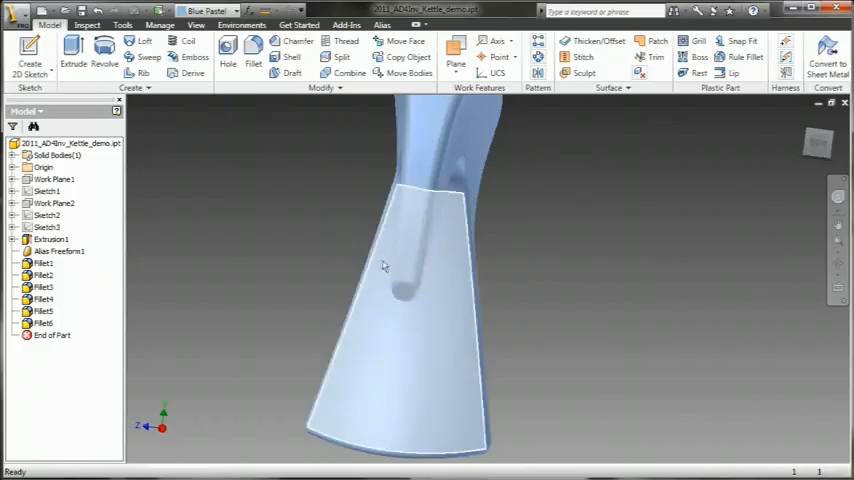 Blue Pastel
2011_AD4Inv_Kettle_demo.ipt
Type a keyword or phrase
PRO
Model Inspect Tools Manage View Environments Get Started Add-Ins Alias
Create
2D Sketch
Extrude Revolve
Loft Coil
Sweep Emboss
Rib Derive
Hole Fillet
Chamfer Thread Move Face
Shell Split Copy Object
Draft Combine Move Bodies
Plane
Axis
Point
UCS
Thicken/Offset Patch
Stitch Trim
Sculpt
Grill Snap Fit
Boss Rule Fillet
Rest Lip
Convert to
Sheet Metal
Sketch Create Modify Work Features Pattern Surface Plastic Part Harness Convert
Model
2011_AD4Inv_Kettle_demo.ipt
Solid Bodies(1)
Origin
Work Plane1
Sketch1
Work Plane2
Sketch2
Sketch3
Extrusion1
Alias Freeform1
Fillet1
Fillet2
Fillet3
Fillet4
Fillet5
Fillet6
End of Part
Z
Ready
1 1